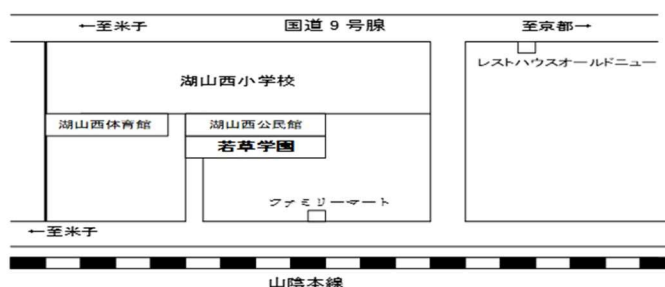 ←至米子
国道9号線
至京都→
レストハウスオールドニュー
湖山西小学校
湖山西体育館
湖山西公民館
若草学園
ファミリーマート
←至米子
山陰本線